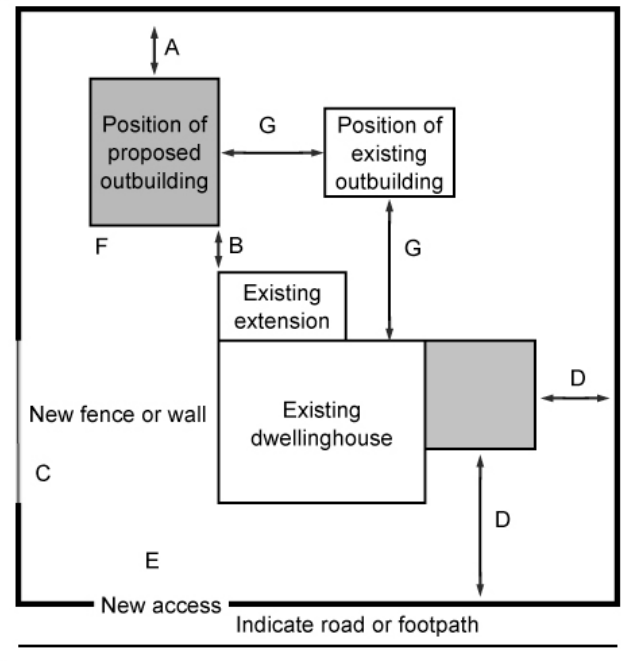 A
Position of
proposed
outbuilding
G
Position of
existing
outbuilding
F
B
G
Existing
extension
D
New fence or wall
Existing
dwellinghouse
C
D
E
New access
Indicate road or footpath